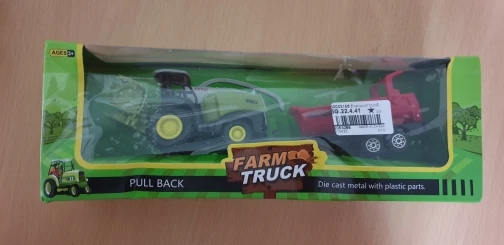 AGES 3+
FARM
TRUCK
PULL BACK
Die cast metal with plastic parts.